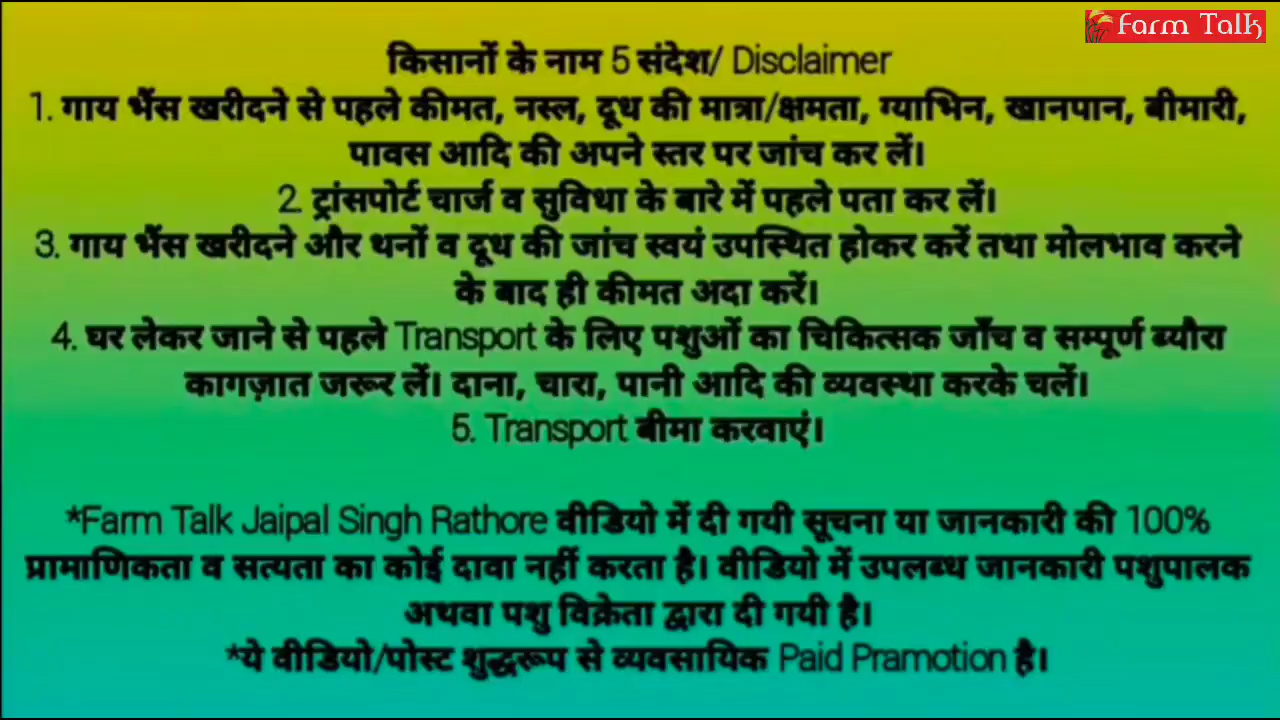 Farm Talk
किसानों के नाम 5 संदेश/ Disclaimer
1. गाय भैंस खरीदने से पहले कीमत, नस्ल, दूध की मात्रा/क्षमता, ग्याभिन, खानपान, बीमारी,
पावस आदि की अपने स्तर पर जांच कर लें।
2. ट्रांसपोर्ट चार्ज व सुविधा के बारे में पहले पता कर लें।
3. गाय भैंस खरीदने और थनों व दूध की जांच स्वयं उपस्थित होकर करें तथा मोलभाव करने
के बाद ही कीमत अदा करें।
4. घर लेकर जाने से पहले Transport के लिए पशुओं का चिकित्सक जाँच व सम्पूर्ण ब्यौरा
कागज़ात जरूर लें। दाना, चारा, पानी आदि की व्यवस्था करके चलें।
5. Transport बीमा करवाएं।
*Farm Talk Jaipal Singh Rathore वीडियो में दी गयी सूचना या जानकारी की 100%
प्रामाणिकता व सत्यता का कोई दावा नहीं करता है। वीडियो में उपलब्ध जानकारी पशुपालक
अथवा पशु विक्रेता द्वारा दी गयी है।
*ये वीडियो/पोस्ट शुद्धरूप से व्यवसायिक Paid Pramotion है।